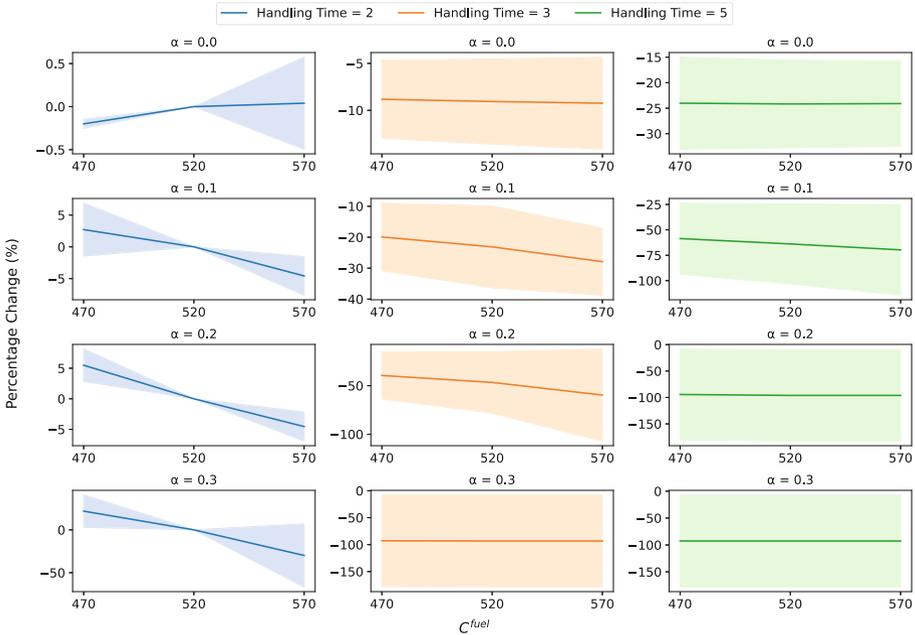 Handling Time = 2 Handling Time = 3 Handling Time = 5
α = 0.0 α = 0.0 α = 0.0
0.5
0.0
−0.5
470 520 570
−5
−10
470 520 570
−15
−20
−25
−30
470 520 570
α = 0.1 α = 0.1 α = 0.1
5
0
−5
470 520 570
−10
−20
−30
−40
470 520 570
−25
−50
−75
−100
470 520 570
α = 0.2 α = 0.2 α = 0.2
5
0
−5
470 520 570
−50
−100
470 520 570
0
−50
−100
−150
470 520 570
α = 0.3 α = 0.3 α = 0.3
0
−50
470 520 570
0
−50
−100
−150
470 520 570
0
−50
−100
−150
470 520 570
Percentage Change (%)
C^fuel